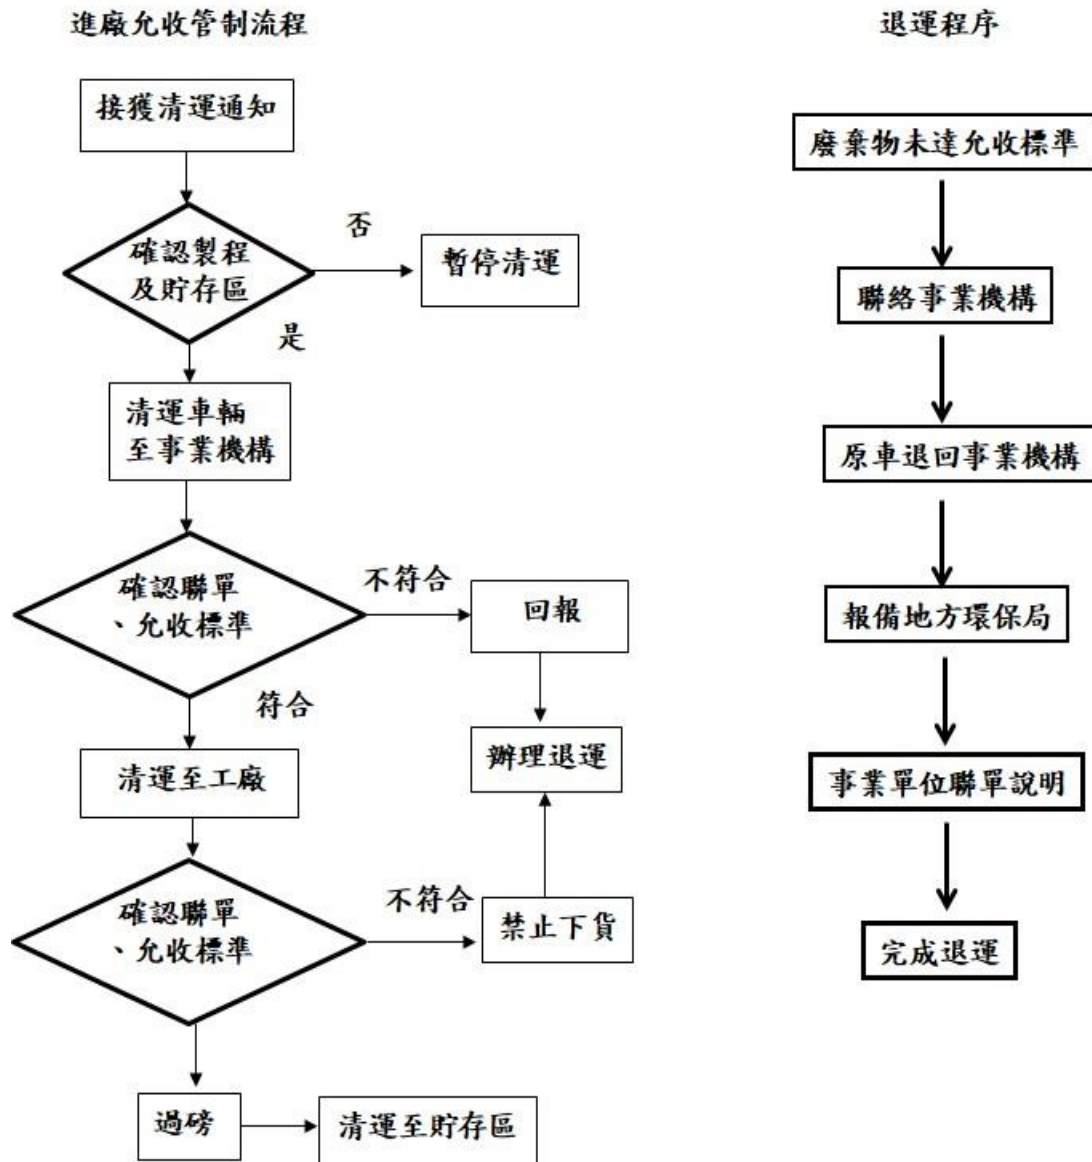 進廠允收管制流程
接獲清運通知
確認製程
及貯存區
否
暫停清運
是
清運車輛
至事業機構
確認聯單
、允收標準
不符合
回報
符合
辦理退運
清運至工廠
確認聯單
、允收標準
不符合
禁止下貨
過磅
清運至貯存區
退運程序
廢棄物未達允收標準
聯絡事業機構
原車退回事業機構
報備地方環保局
事業單位聯單說明
完成退運